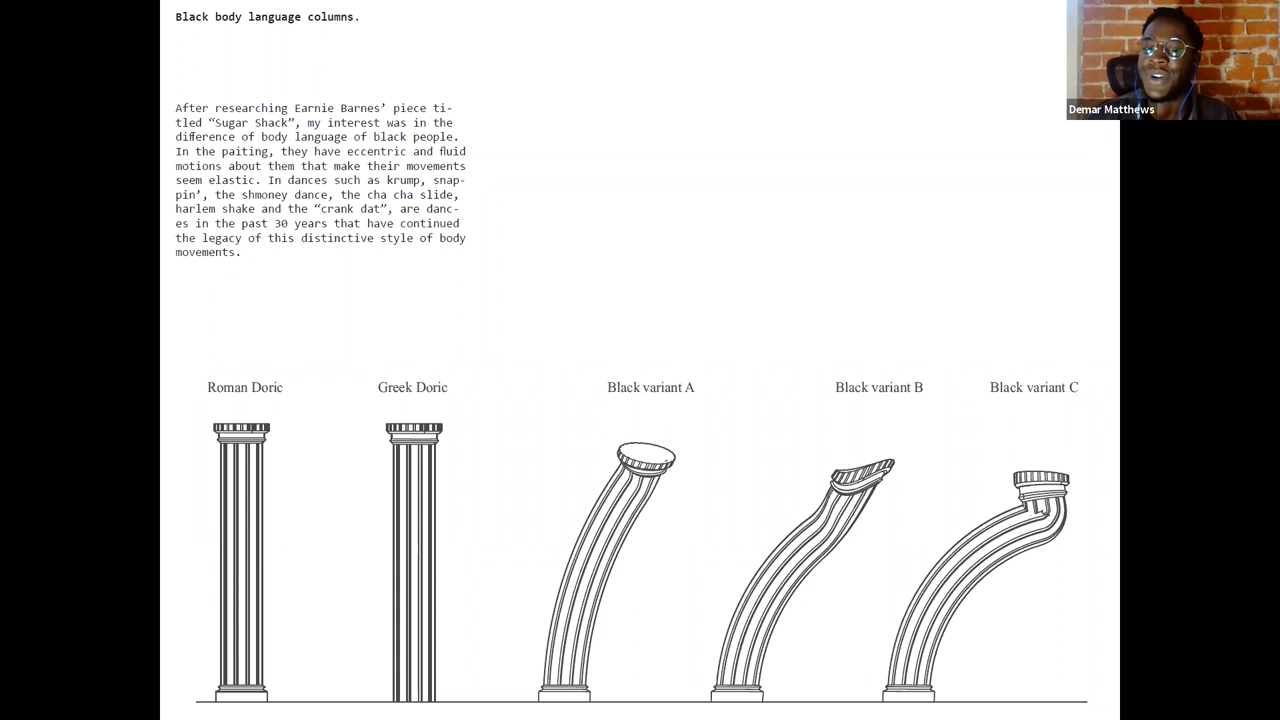 Black body language columns.
Demar Matthews
After researching Earnie Barnes’ piece ti-
tled “Sugar Shack”, my interest was in the
difference of body language of black people.
In the paiting, they have eccentric and fluid
motions about them that make their movements
seem elastic. In dances such as krump, snap-
pin’, the shmoney dance, the cha cha slide,
harlem shake and the “crank dat”, are danc-
es in the past 30 years that have continued
the legacy of this distinctive style of body
movements.
Roman Doric Greek Doric Black variant A Black variant B Black variant C